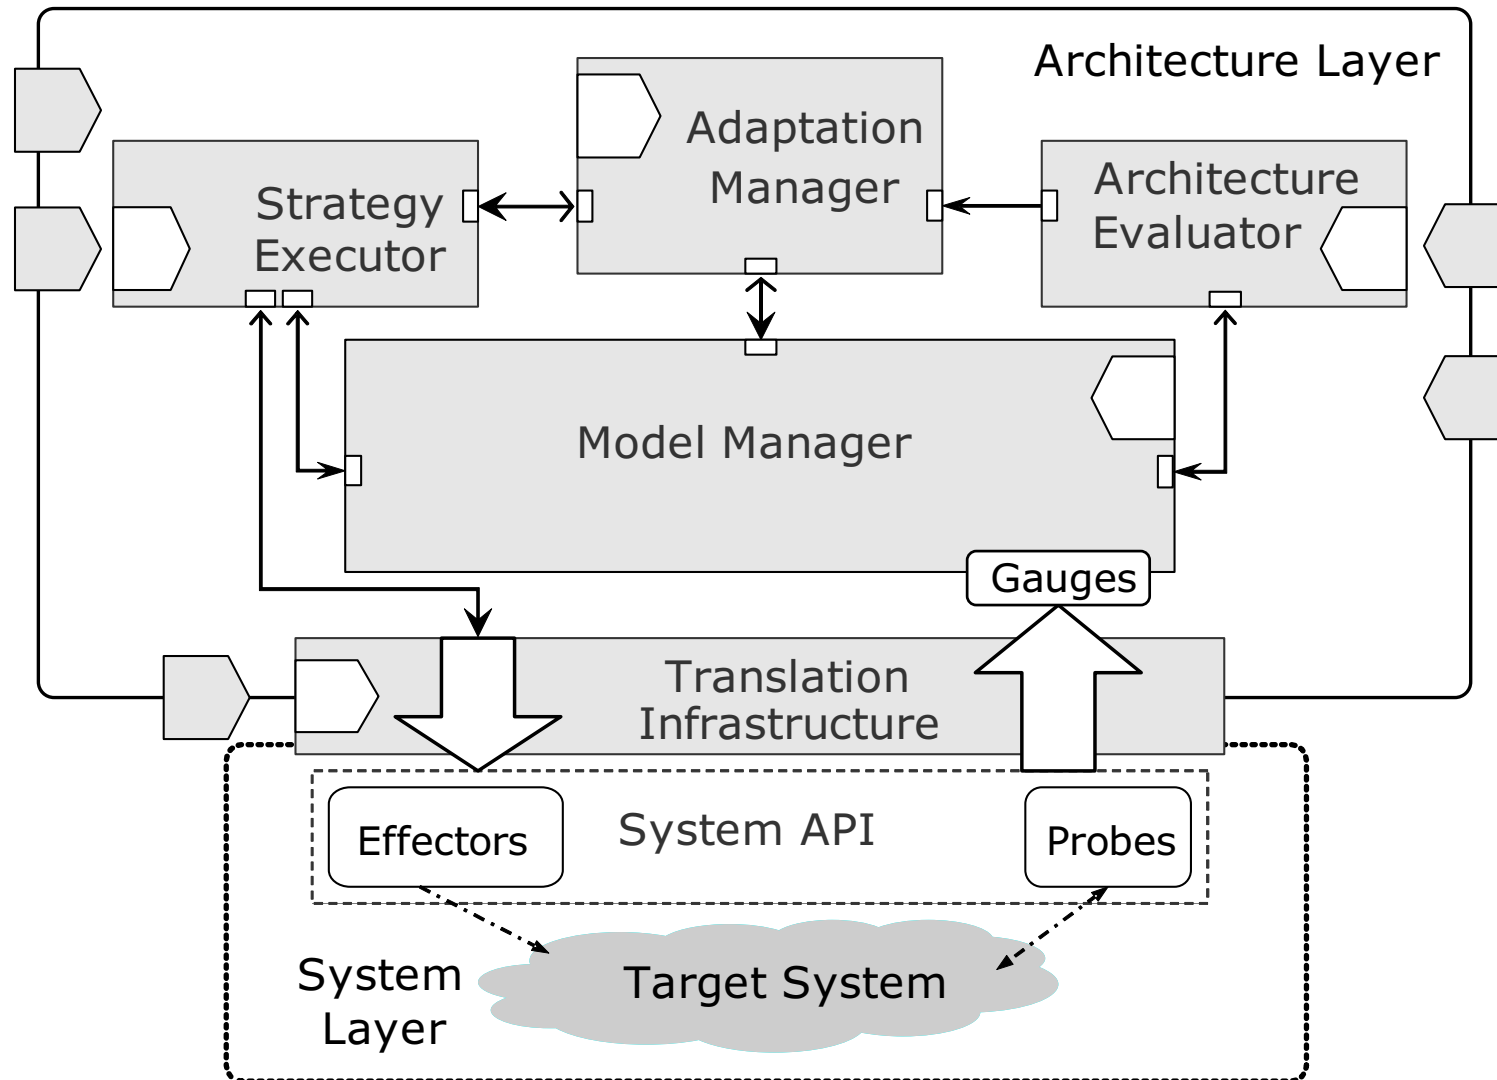 Architecture Layer
Adaptation
Manager
Strategy
Executor
Architecture
Evaluator
Model Manager
Gauges
Translation
Infrastructure
Effectors
System API
Probes
Target System
System
Layer